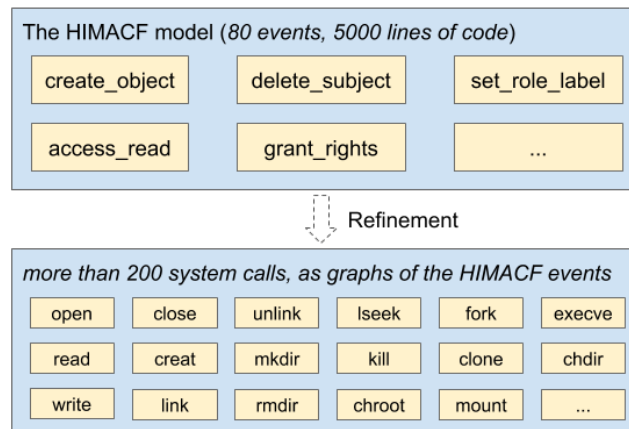 The HIMACF model (80 events, 5000 lines of code)
create_object delete_subject set_role_label
access_read grant_rights ...
Refinement
more than 200 system calls, as graphs of the HIMACF events
open close unlink lseek fork execve
read creat mkdir kill clone chdir
write link rmdir chroot mount ...